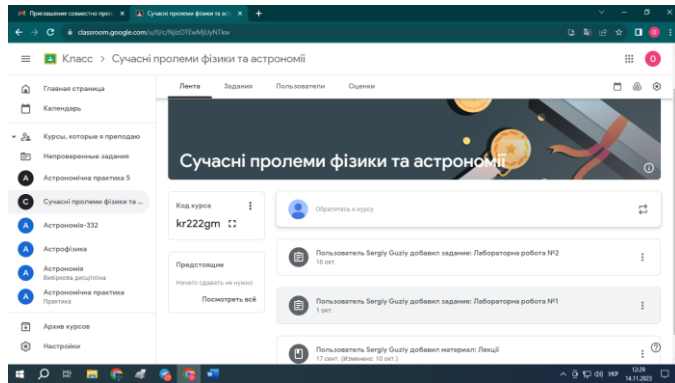 Приглашение совместно преп
Сучасні пролеми фізики та аст
classroom.google.com/u/0/c/NjIzOTEwMjUyNTkw
Класс > Сучасні пролеми фізики та астрономії
О
Главная страница
Календарь
Курсы, которые я преподаю
Непроверенные задания
А Астрономічна практика 5
С Сучасні пролеми фізики та ...
А Астрономія-332
А Астрофізика
А Астрономія
Вибіркова дисципліна
А Астрономічна практика
Практика
Архив курсов
Настройки
Лента Задания Пользователи Оценки
Сучасні пролеми фізики та астрономії
Код курса
kr222gm
Предстоящие
Ничего сдавать не нужно
Посмотреть всё
Обратитесь к курсу
Пользователь Sergiy Guziy добавил задание: Лабораторна робота №2
10 окт.
Пользователь Sergiy Guziy добавил задание: Лабораторна робота №1
1 окт.
Пользователь Sergiy Guziy добавил материал: Лекції
17 сент. (Изменено: 10 окт.)
УКР
12:29
14.11.2023